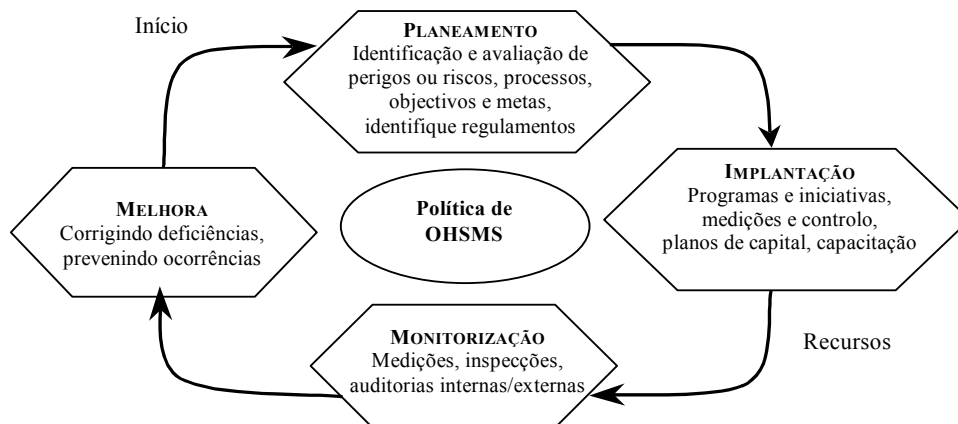 Início
PLANEAMENTO
Identificação e avaliação de
perigos ou riscos, processos,
objectivos e metas,
identifique regulamentos
IMPLANTAÇÃO
Programas e iniciativas,
medições e controlo,
planos de capital, capacitação
MELHORA
Corrigindo deficiências,
prevenindo ocorrências
Política de
OHSMS
MONITORIZAÇÃO
Medições, inspecções,
auditorias internas/externas
Recursos